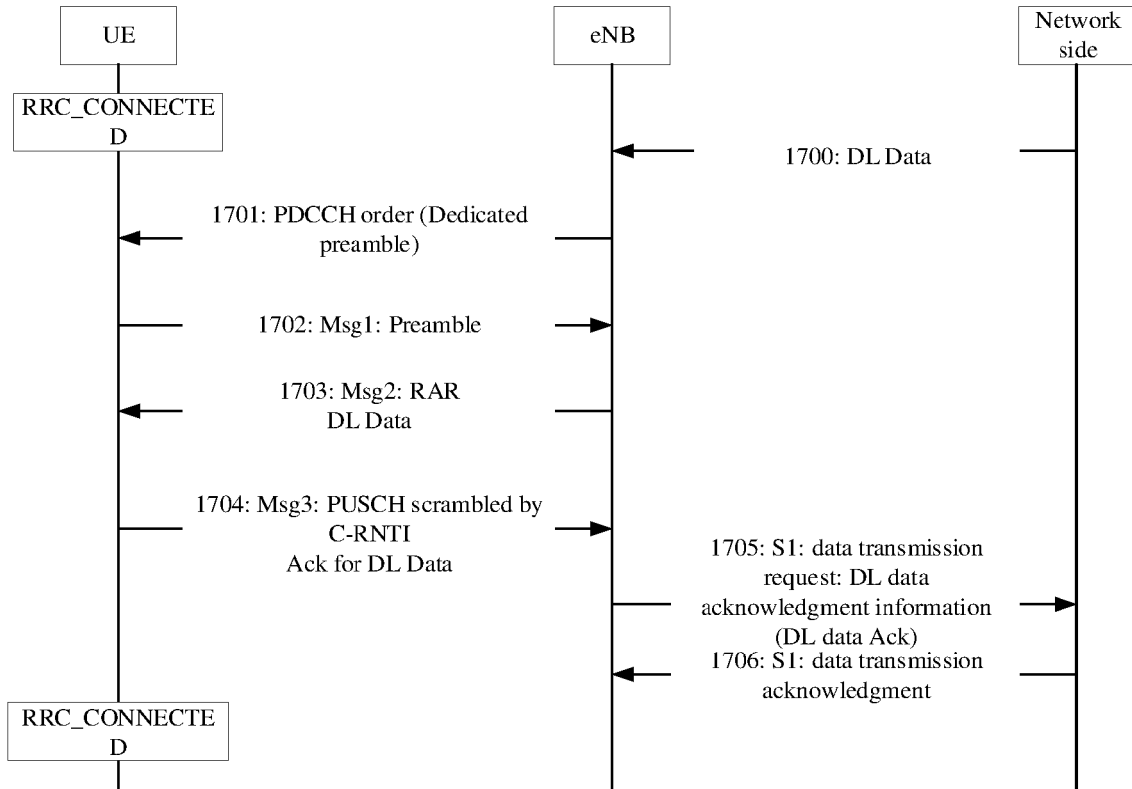 UE
eNB
Network
side
RRC_CONNECTE
D
1700: DL Data
1701: PDCCH order (Dedicated
preamble)
1702: Msg1: Preamble
1703: Msg2: RAR
DL Data
1704: Msg3: PUSCH scrambled by
C-RNTI
Ack for DL Data
1705: S1: data transmission
request: DL data
acknowledgment information
(DL data Ack)
1706: S1: data transmission
acknowledgment
RRC_CONNECTE
D